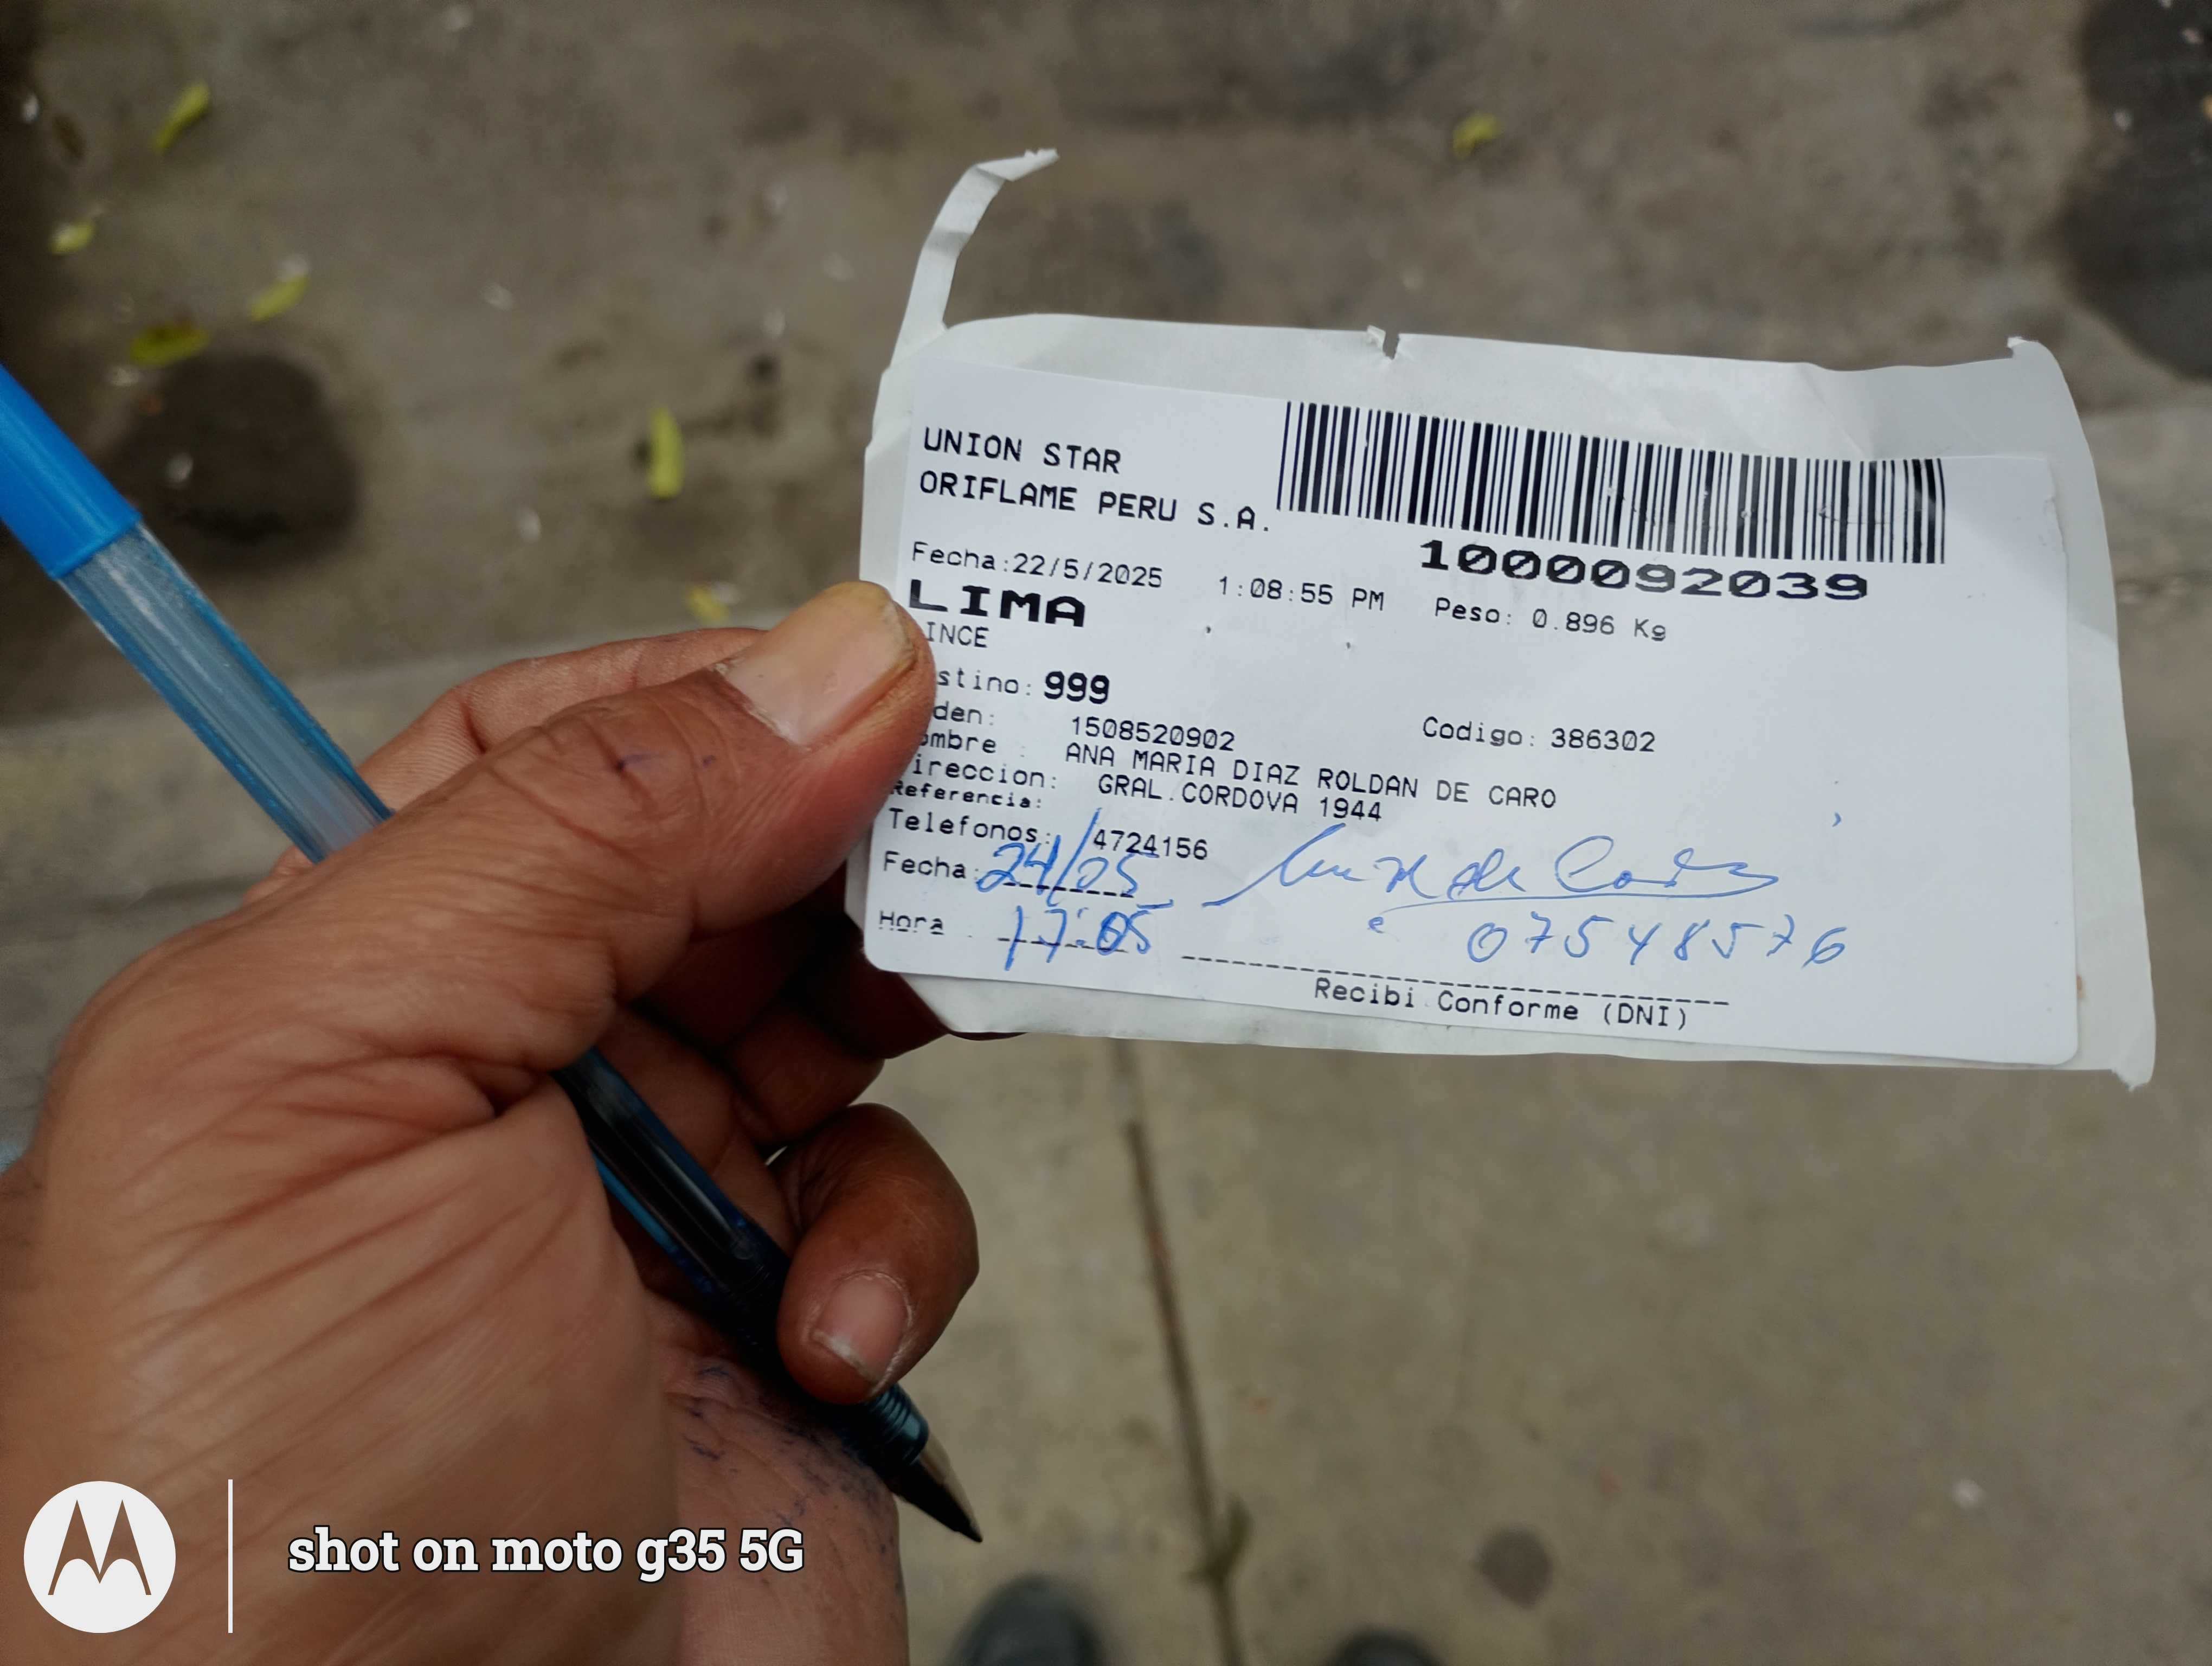 UNION STAR
ORIFLAME PERU S.A.
1000092039
Fecha:22/5/2025 1:08:55 PM Peso: 0.896 Kg
LIMA
INCE
stino: 999
den: 1508520902 Codigo: 386302
ombre : ANA MARIA DIAZ ROLDAN DE CARO
ireccion: GRAL.CORDOVA 1944
Referencia:
Telefonos: 4724156
Fecha: 24/05
Hora : 17:05
07548576
Recibi Conforme (DNI)
shot on moto g35 5G